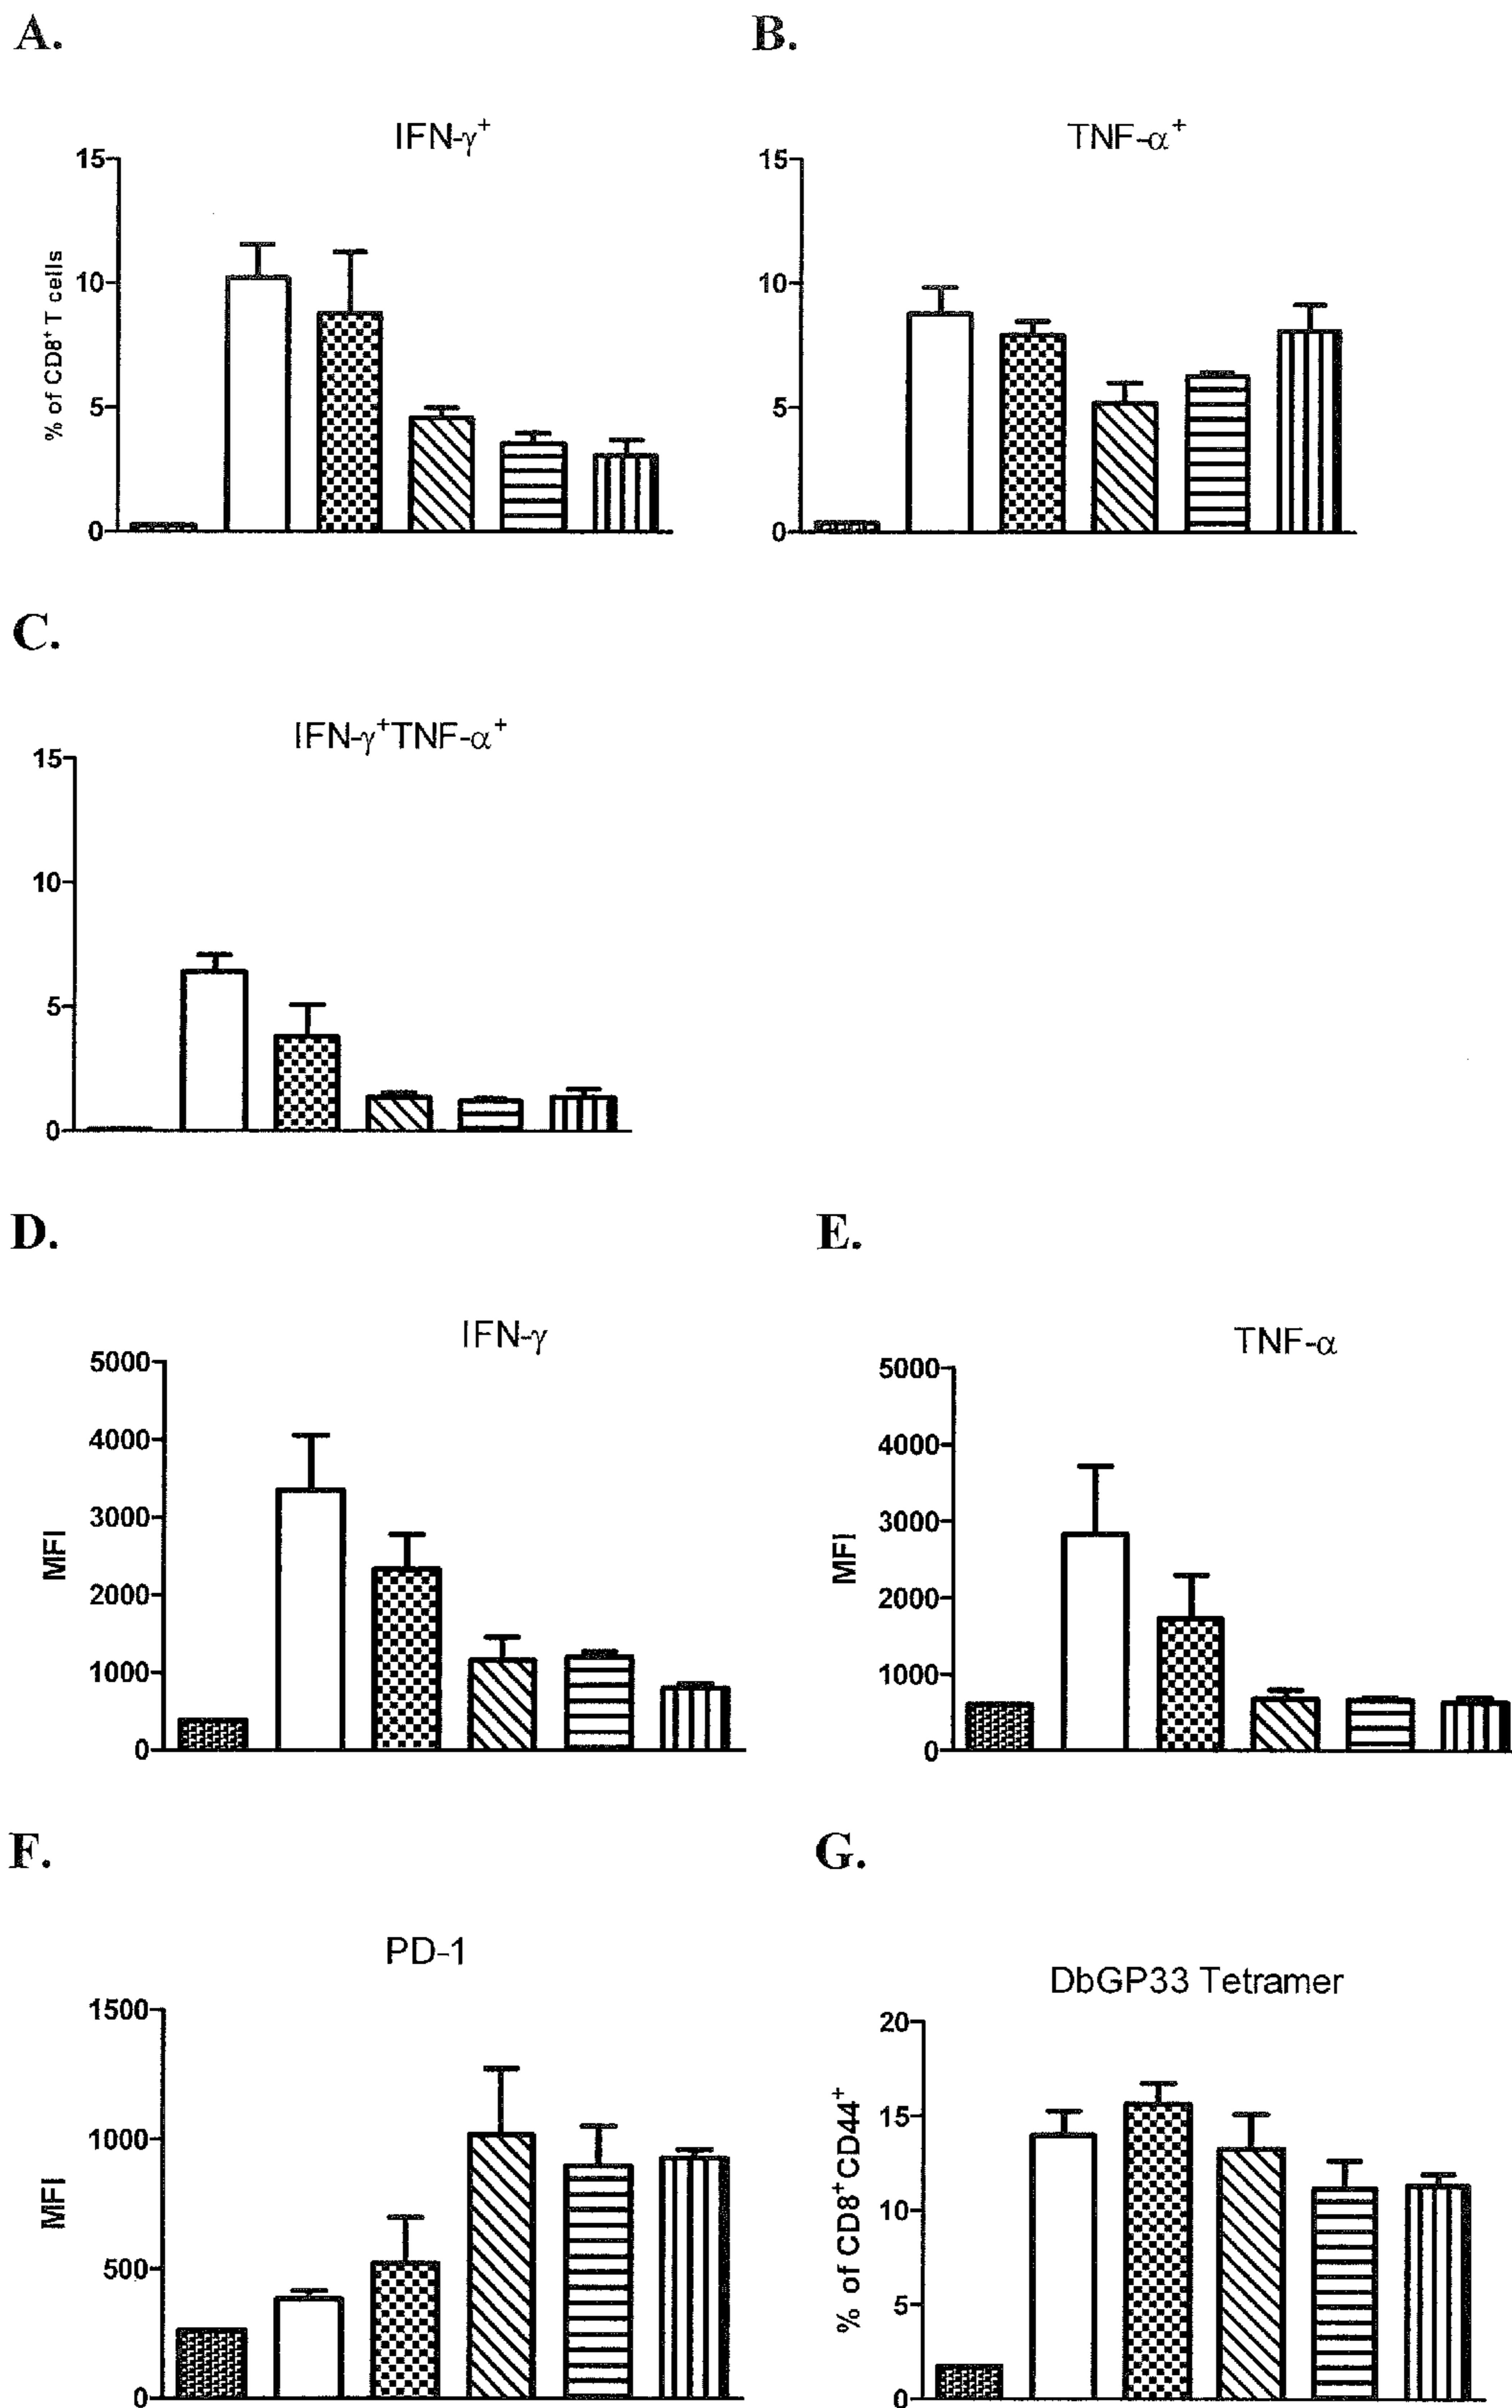 A.
IFN-γ⁺
% of CD8⁺ T cells
15
10
5
0
B.
TNF-α⁺
15
10
5
0
C.
IFN-γ⁺TNF-α⁺
15
10
5
0
D.
IFN-γ
MFI
5000
4000
3000
2000
1000
0
E.
TNF-α
MFI
5000
4000
3000
2000
1000
0
F.
PD-1
MFI
1500
1000
500
0
G.
DbGP33 Tetramer
% of CD8⁺CD44⁺
20
15
10
5
0